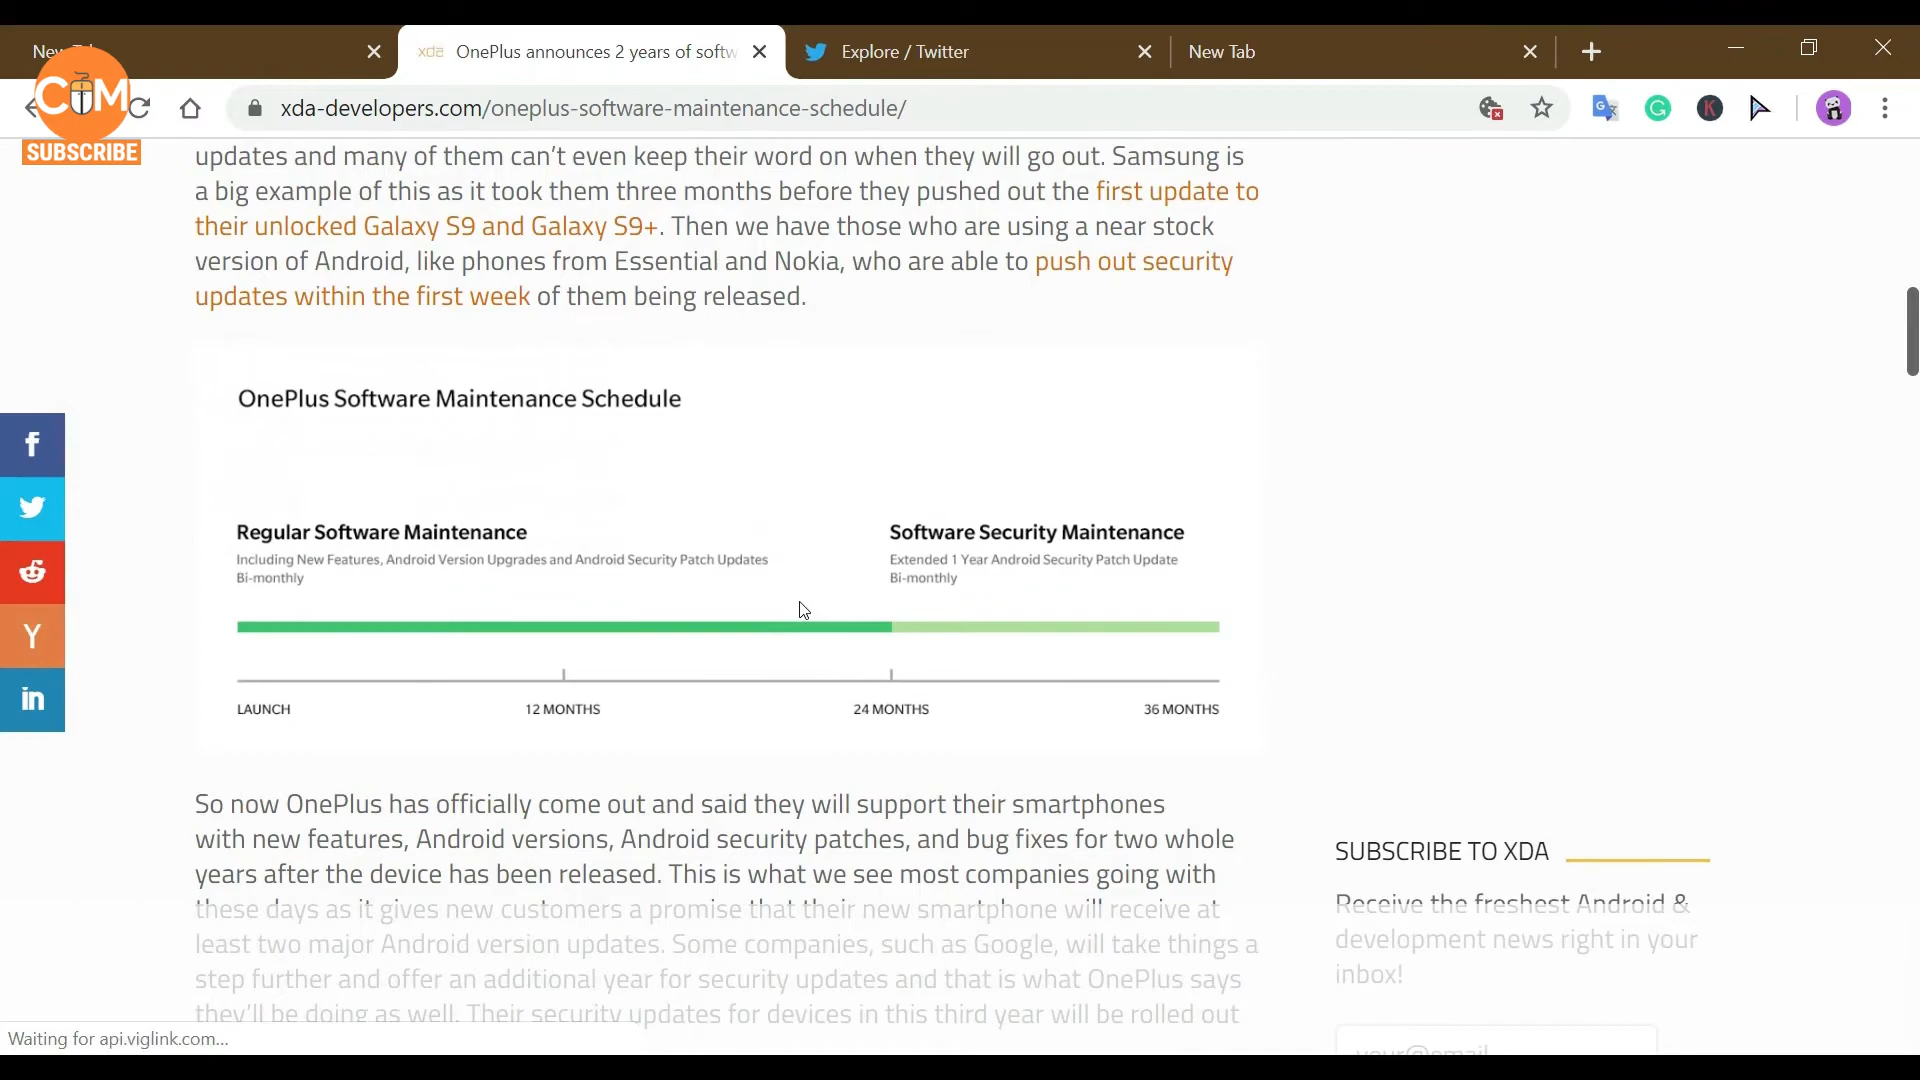 New Tab
xda OnePlus announces 2 years of softw
Explore / Twitter
New Tab
CM
SUBSCRIBE
xda-developers.com/oneplus-software-maintenance-schedule/
updates and many of them can’t even keep their word on when they will go out. Samsung is
a big example of this as it took them three months before they pushed out the first update to
their unlocked Galaxy S9 and Galaxy S9+. Then we have those who are using a near stock
version of Android, like phones from Essential and Nokia, who are able to push out security
updates within the first week of them being released.
OnePlus Software Maintenance Schedule
Regular Software Maintenance
Including New Features, Android Version Upgrades and Android Security Patch Updates
Bi-monthly
Software Security Maintenance
Extended 1 Year Android Security Patch Update
Bi-monthly
LAUNCH
12 MONTHS
24 MONTHS
36 MONTHS
So now OnePlus has officially come out and said they will support their smartphones
with new features, Android versions, Android security patches, and bug fixes for two whole
years after the device has been released. This is what we see most companies going with
these days as it gives new customers a promise that their new smartphone will receive at
least two major Android version updates. Some companies, such as Google, will take things a
step further and offer an additional year for security updates and that is what OnePlus says
they’ll be doing as well. Their security updates for devices in this third year will be rolled out
SUBSCRIBE TO XDA
Receive the freshest Android &
development news right in your
inbox!
your@email
Waiting for api.viglink.com...